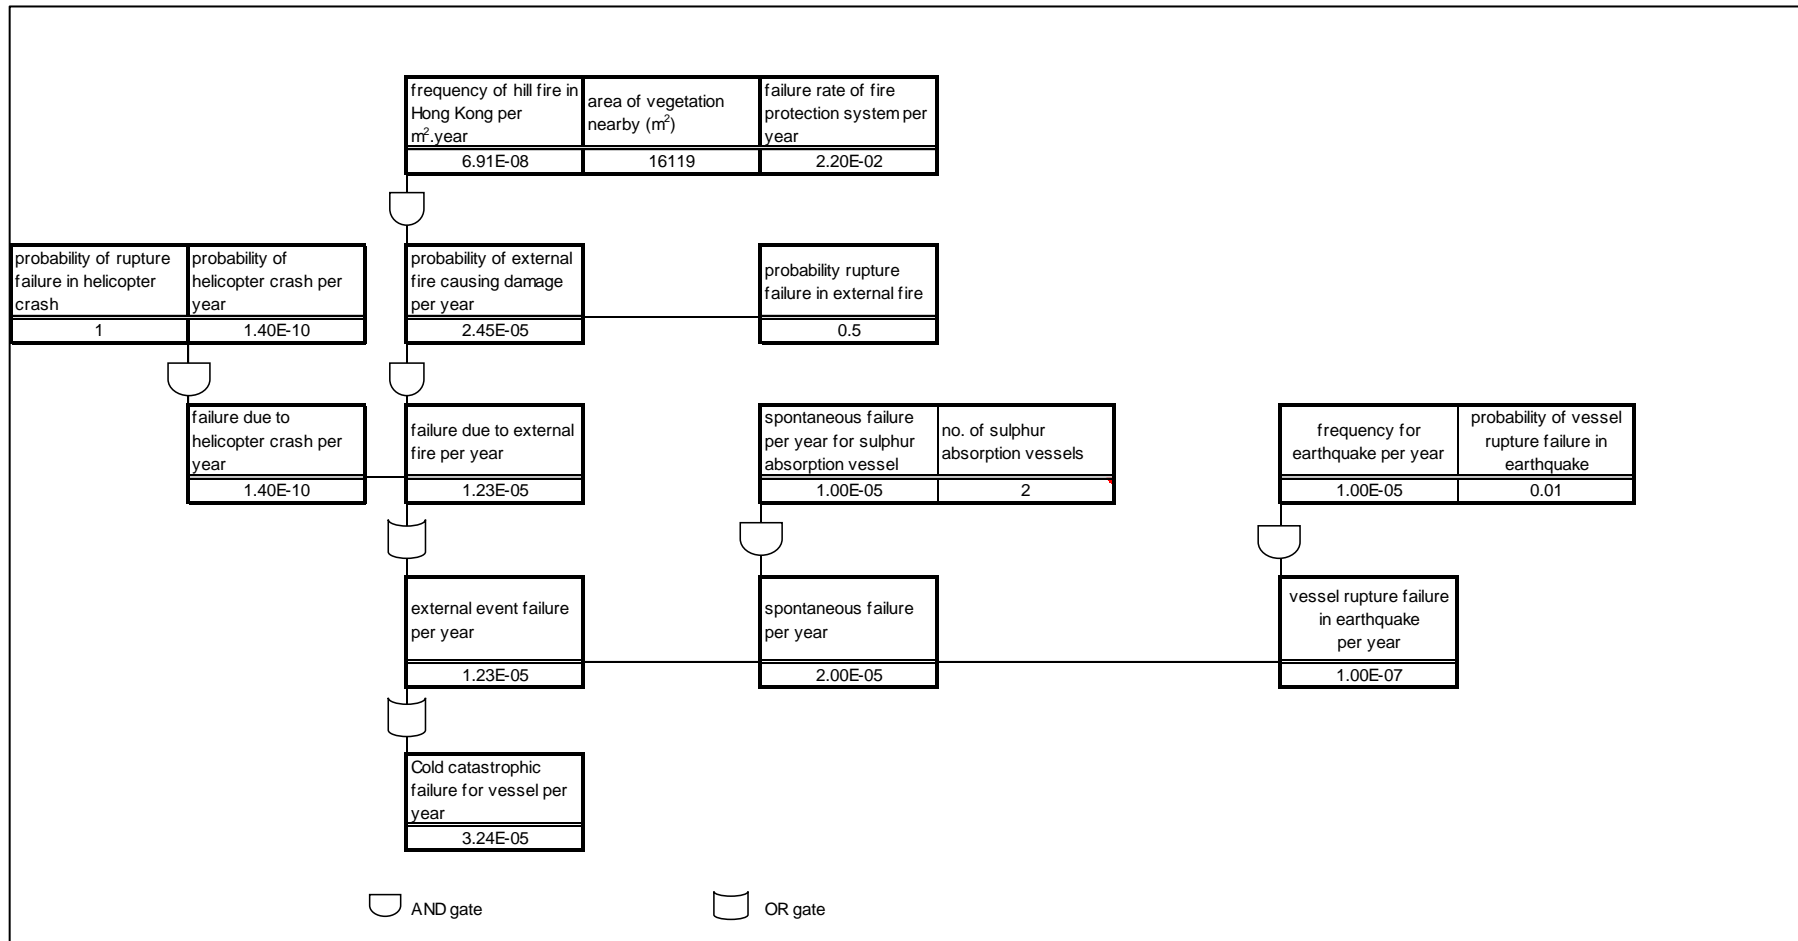 frequency of hill fire in
Hong Kong per
m².year
area of vegetation
nearby (m²)
failure rate of fire
protection system per
year
6.91E-08
16119
2.20E-02
probability of rupture
failure in helicopter
crash
probability of
helicopter crash per
year
1
1.40E-10
probability of external
fire causing damage
per year
2.45E-05
probability rupture
failure in external fire
0.5
failure due to
helicopter crash per
year
1.40E-10
failure due to external
fire per year
1.23E-05
spontaneous failure
per year for sulphur
absorption vessel
no. of sulphur
absorption vessels
1.00E-05
2
frequency for
earthquake per year
probability of vessel
rupture failure in
earthquake
1.00E-05
0.01
external event failure
per year
1.23E-05
spontaneous failure
per year
2.00E-05
vessel rupture failure
in earthquake
per year
1.00E-07
Cold catastrophic
failure for vessel per
year
3.24E-05
AND gate
OR gate